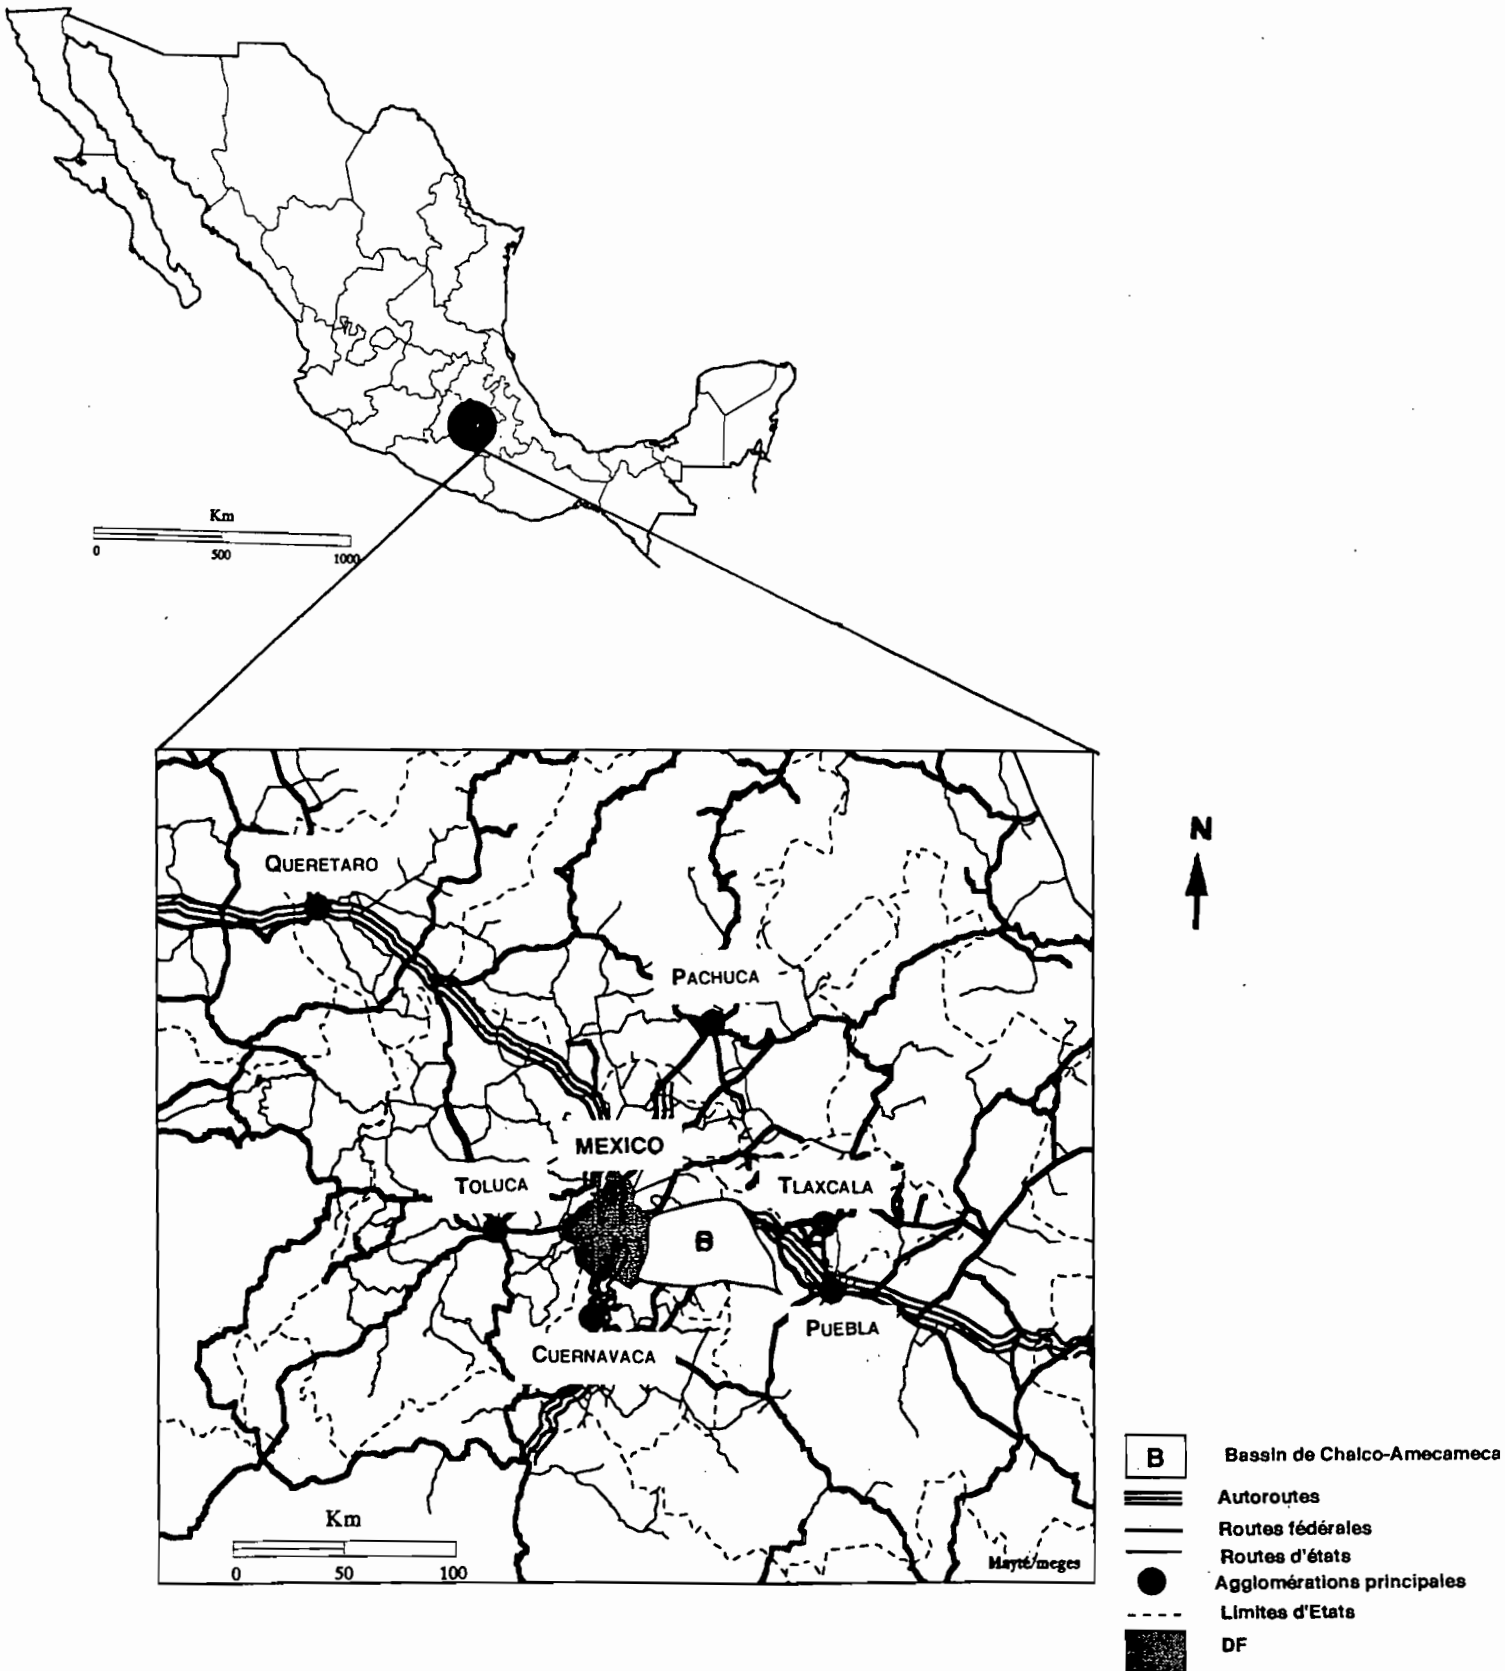 Km
0 500 1000
N
QUERETARO
PACHUCA
MEXICO
TOLUCA
TLAXCALA
B
PUEBLA
CUERNAVACA
Km
0 50 100
Mayté/meges
B Bassin de Chalco-Amecameca
Autoroutes
Routes fédérales
Routes d'états
Agglomérations principales
Limites d'Etats
DF